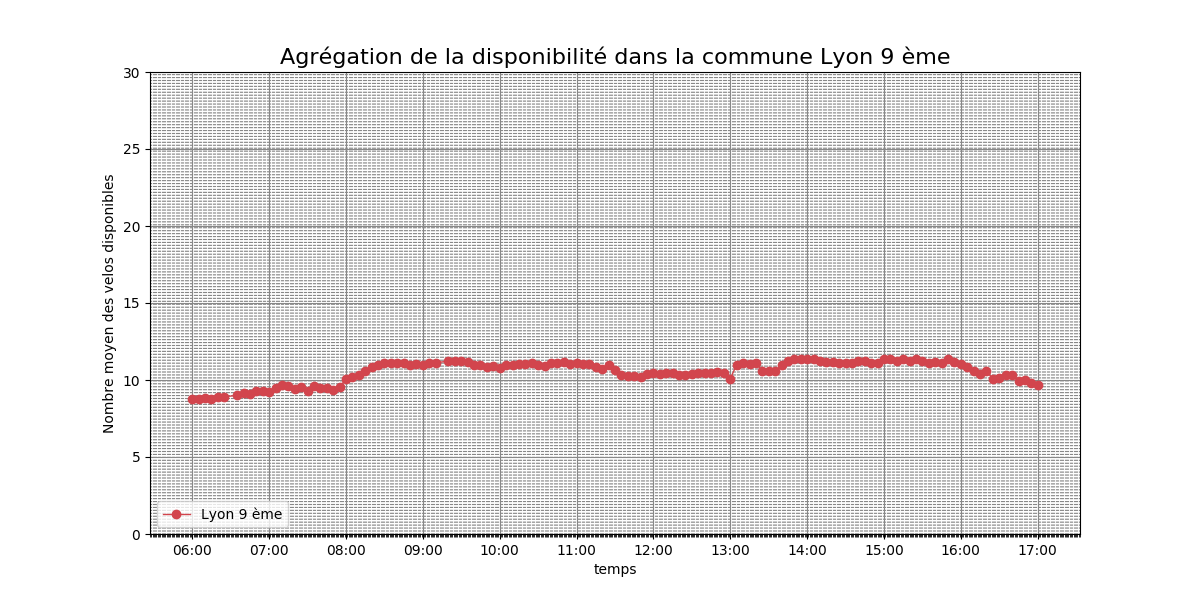 Agrégation de la disponibilité dans la commune Lyon 9 ème
Nombre moyen des velos disponibles
30
25
20
15
10
5
0
Lyon 9 ème
06:00 07:00 08:00 09:00 10:00 11:00 12:00 13:00 14:00 15:00 16:00 17:00
temps